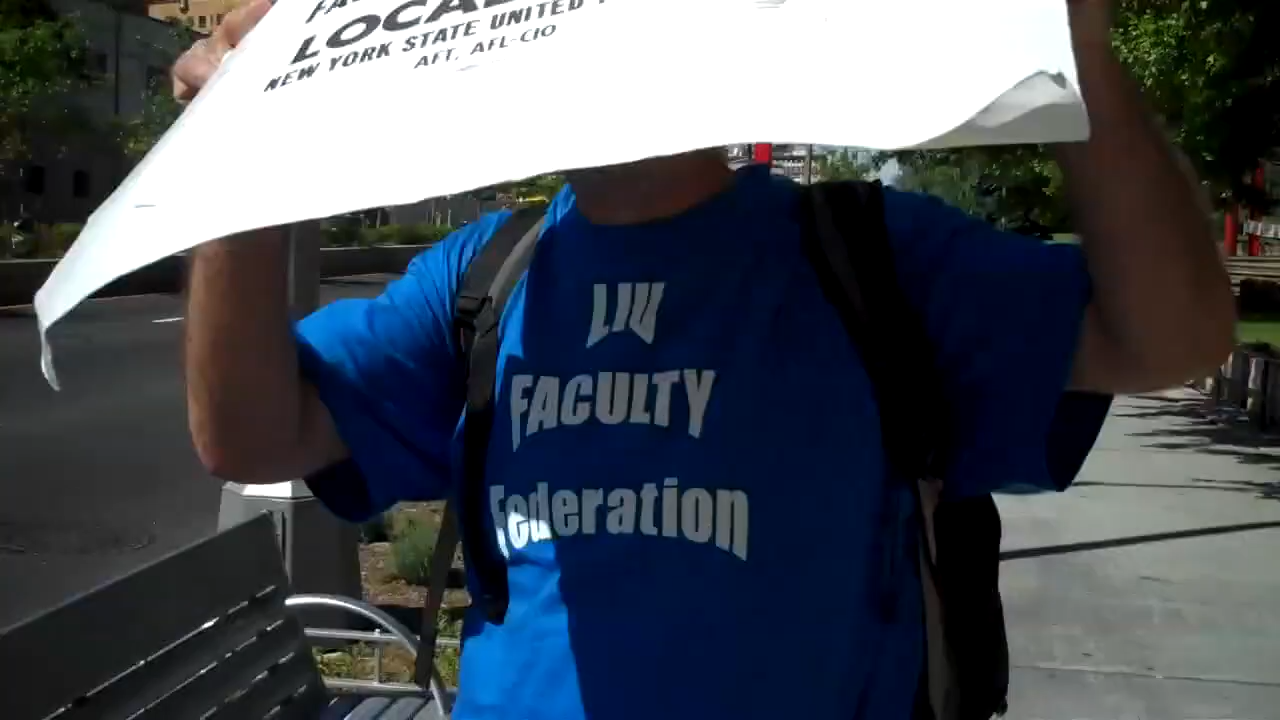 LOCAL
NEW YORK STATE UNITED
AFT, AFL-CIO
LIU
FACULTY
Federation